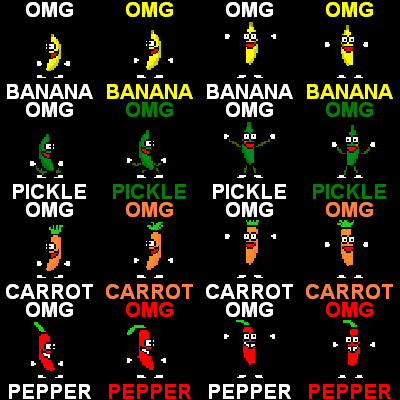 OMG OMG OMG OMG
BANANA BANANA BANANA BANANA
OMG OMG OMG OMG
PICKLE PICKLE PICKLE PICKLE
OMG OMG OMG OMG
CARROT CARROT CARROT CARROT
OMG OMG OMG OMG
PEPPER PEPPER PEPPER PEPPER